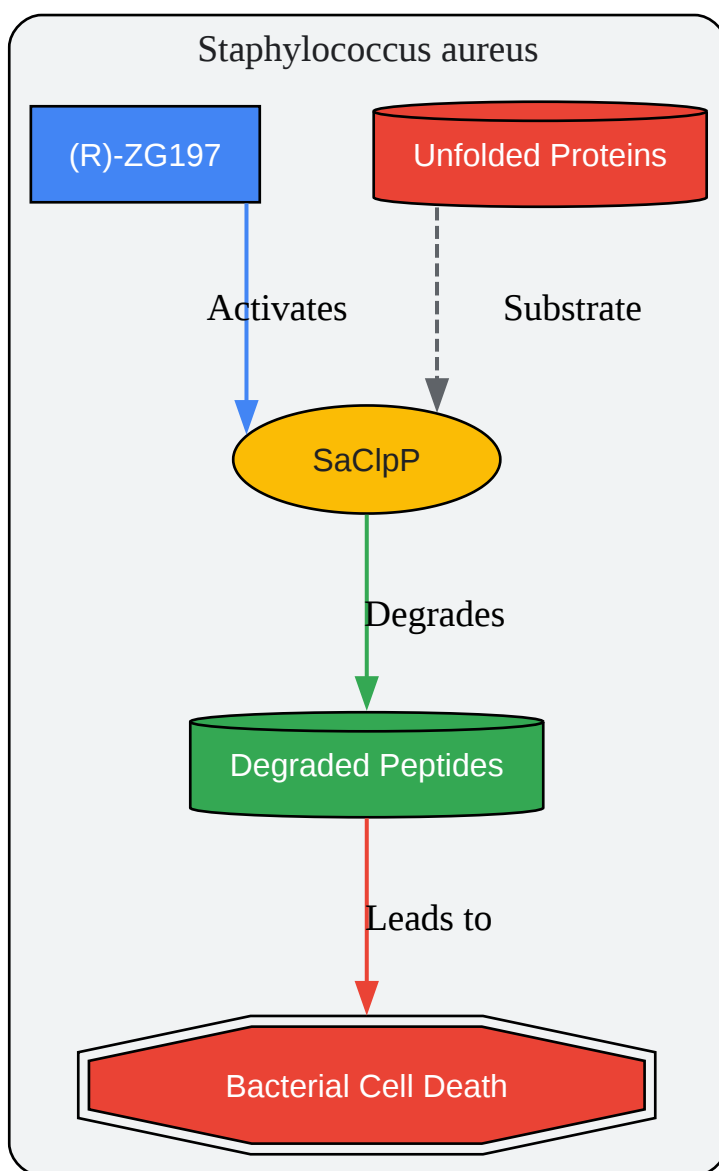 Staphylococcus aureus
(R)-ZG197
Unfolded Proteins
Activates
Substrate
SaClpP
Degrades
Degraded Peptides
Leads to
Bacterial Cell Death